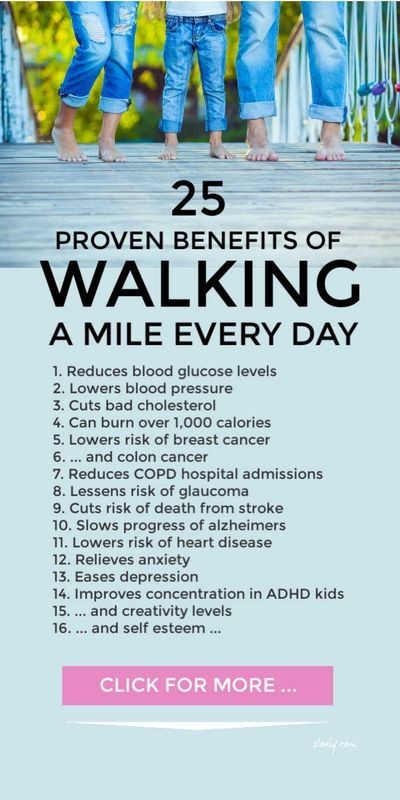 25
PROVEN BENEFITS OF
WALKING
A MILE EVERY DAY
1. Reduces blood glucose levels
2. Lowers blood pressure
3. Cuts bad cholesterol
4. Can burn over 1,000 calories
5. Lowers risk of breast cancer
6. ... and colon cancer
7. Reduces COPD hospital admissions
8. Lessens risk of glaucoma
9. Cuts risk of death from stroke
10. Slows progress of alzheimers
11. Lowers risk of heart disease
12. Relieves anxiety
13. Eases depression
14. Improves concentration in ADHD kids
15. ... and creativity levels
16. ... and self esteem ...
CLICK FOR MORE ...